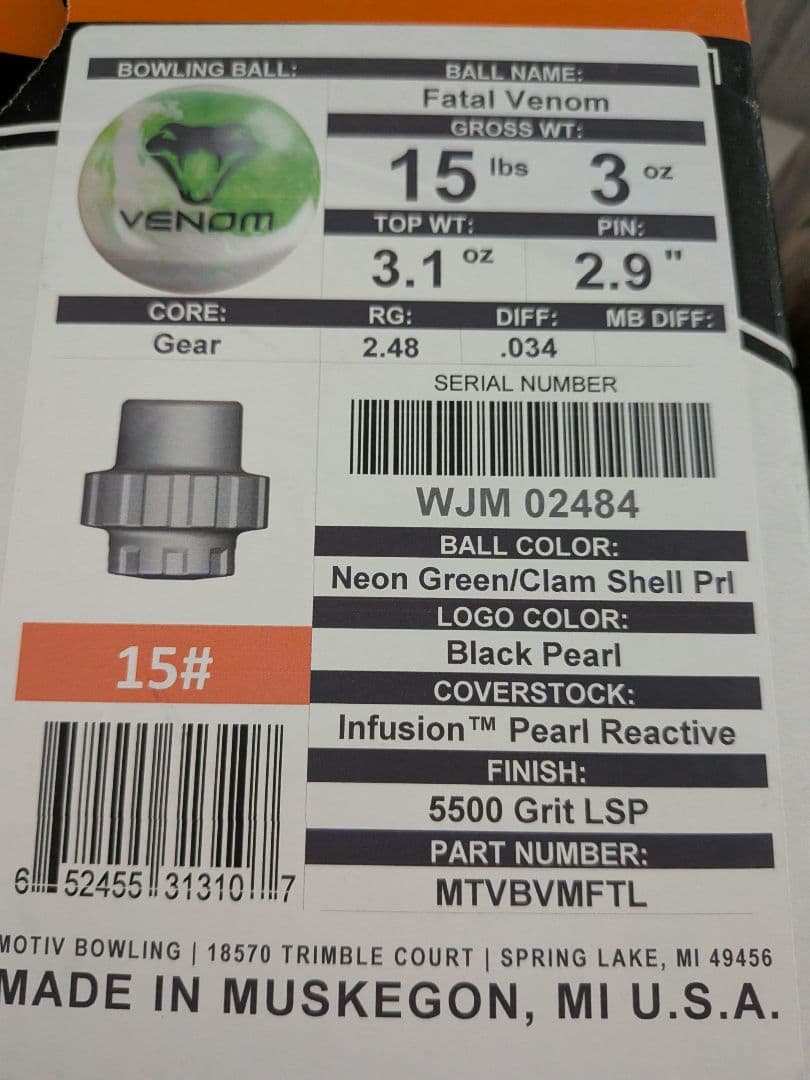 BOWLING BALL:
BALL NAME:
Fatal Venom
GROSS WT:
15 lbs 3 oz
VENOM
TOP WT: PIN:
3.1 oz 2.9 "
CORE: RG: DIFF: MB DIFF:
Gear 2.48 .034
SERIAL NUMBER
WJM 02484
BALL COLOR:
Neon Green/Clam Shell Prl
LOGO COLOR:
Black Pearl
15#
COVERSTOCK:
Infusion™ Pearl Reactive
FINISH:
5500 Grit LSP
PART NUMBER:
MTVBVMFTL
6 52455 31310 7
MOTIV BOWLING | 18570 TRIMBLE COURT | SPRING LAKE, MI 49456
MADE IN MUSKEGON, MI U.S.A.